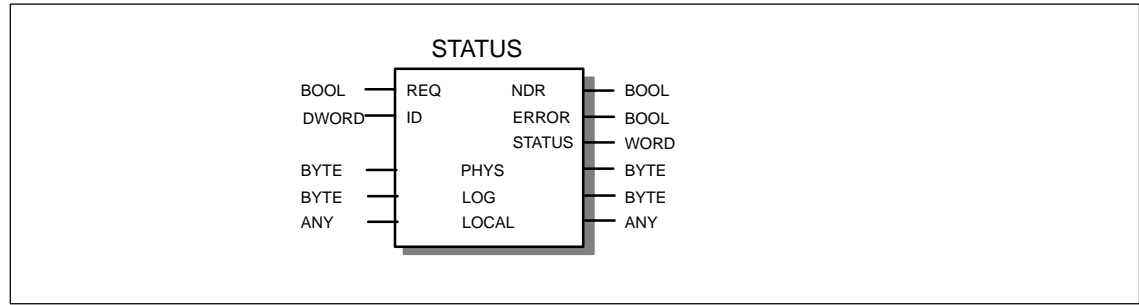 STATUS
BOOL REQ NDR BOOL
DWORD ID ERROR BOOL
STATUS WORD
BYTE PHYS BYTE
BYTE LOG BYTE
ANY LOCAL ANY